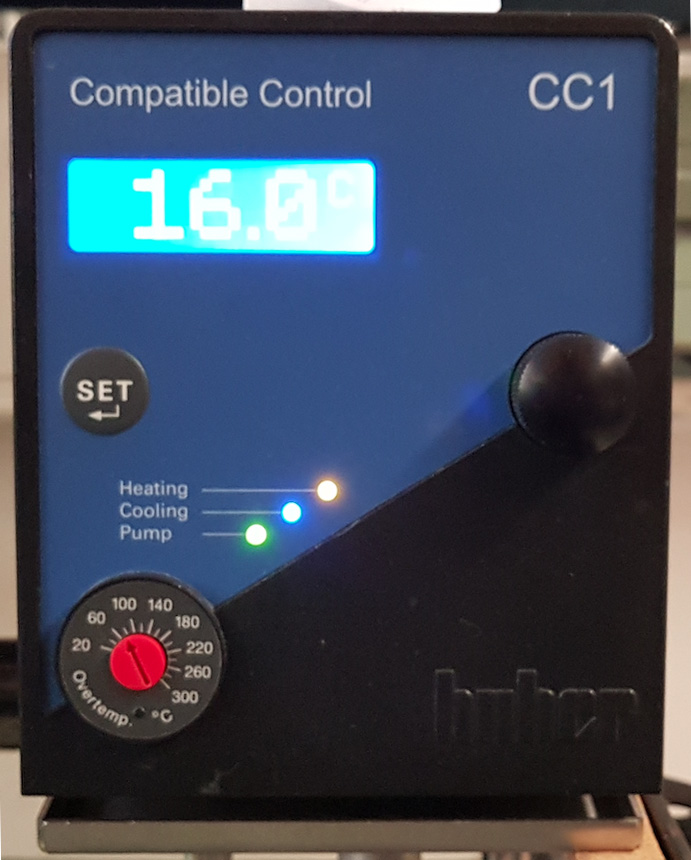 Compatible Control CC1
16.0°C
SET
Heating
Cooling
Pump
20 60 100 140 180 220 260 300
Overtemp. °C
huber